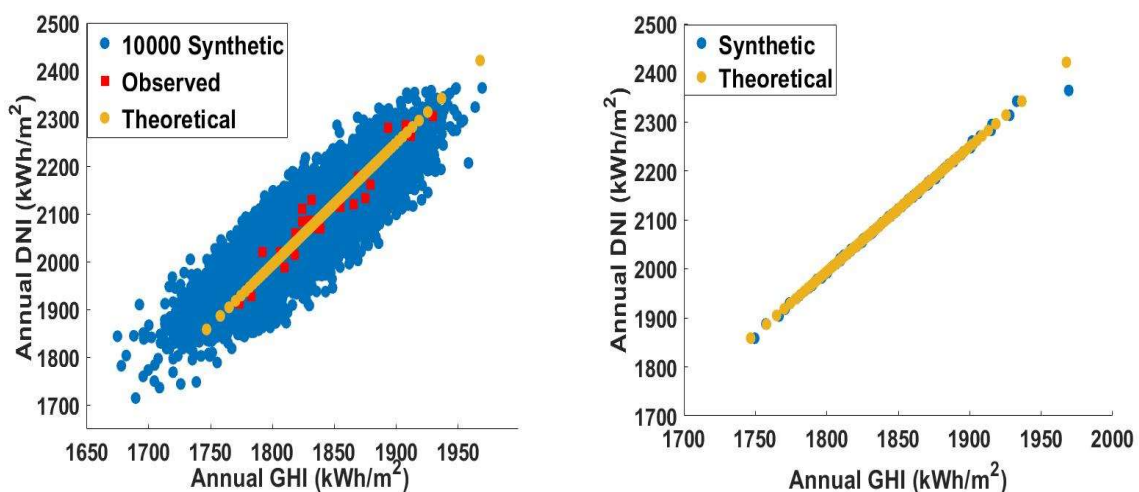 2500
2400
2300
2200
2100
2000
1900
1800
1700
10000 Synthetic
Observed
Theoretical
Annual DNI (kWh/m²)
1650 1700 1750 1800 1850 1900 1950
Annual GHI (kWh/m²)
2500
2400
2300
2200
2100
2000
1900
1800
1700
Synthetic
Theoretical
Annual DNI (kWh/m²)
1700 1750 1800 1850 1900 1950 2000
Annual GHI (kWh/m²)